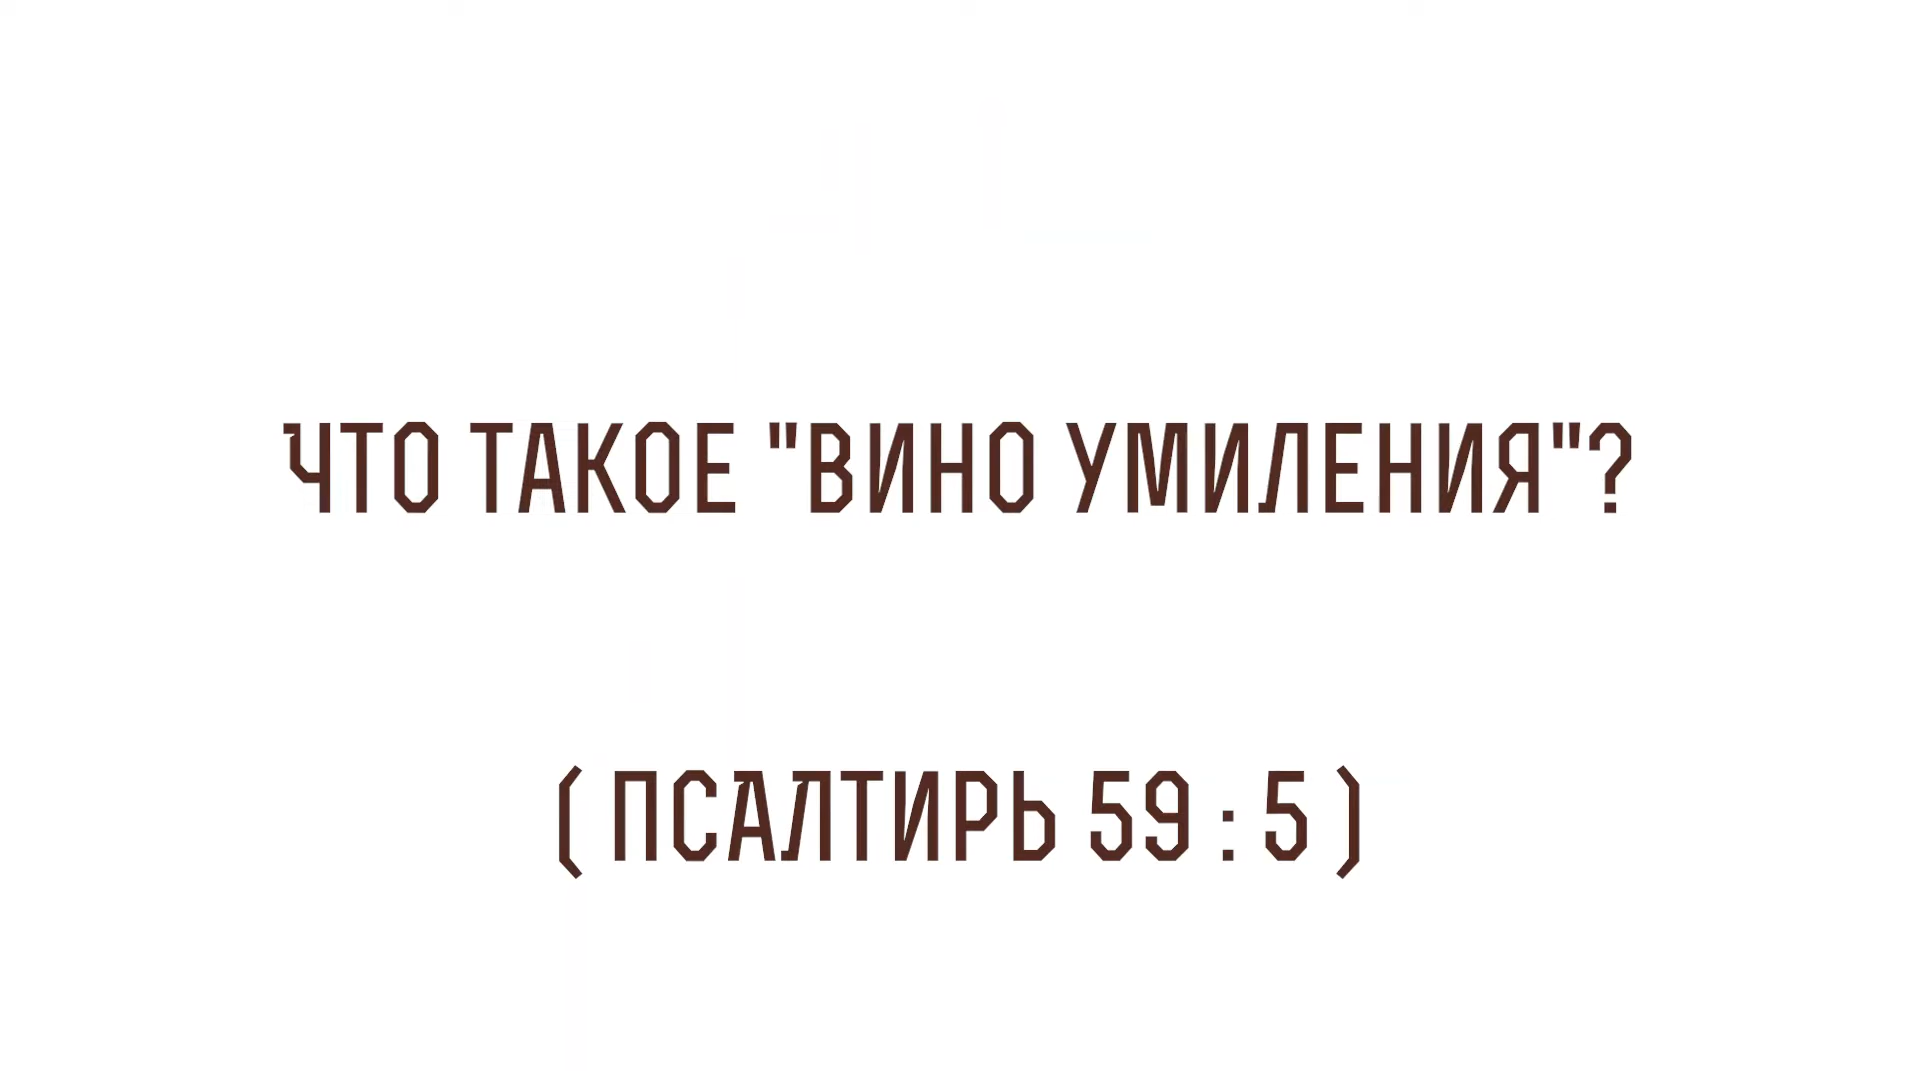 ЧТО ТАКОЕ "ВИНО УМИЛЕНИЯ"?
( ПСАЛТИРЬ 59 : 5 )